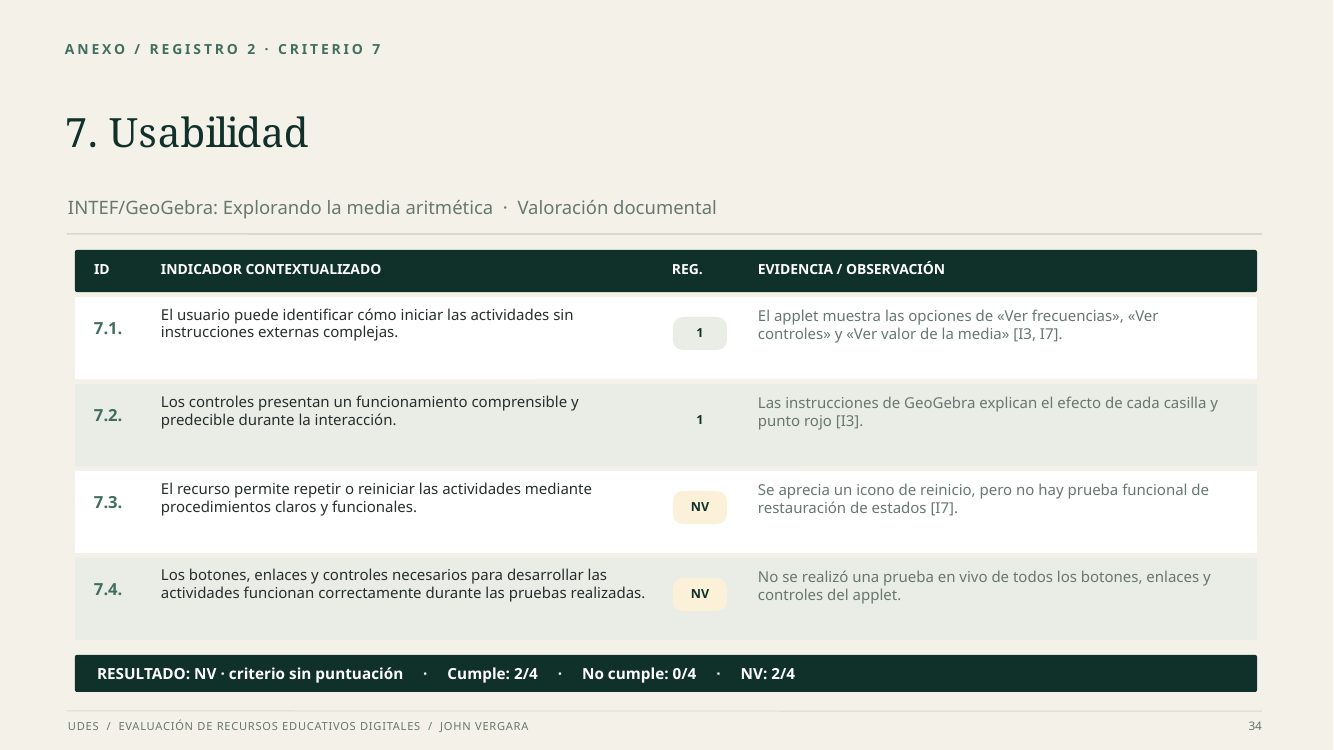 ANEXO / REGISTRO 2 · CRITERIO 7
7. Usabilidad
INTEF/GeoGebra: Explorando la media aritmética · Valoración documental
ID INDICADOR CONTEXTUALIZADO REG. EVIDENCIA / OBSERVACIÓN
7.1.
El usuario puede identificar cómo iniciar las actividades sin
instrucciones externas complejas.
1
El applet muestra las opciones de «Ver frecuencias», «Ver
controles» y «Ver valor de la media» [I3, I7].
7.2.
Los controles presentan un funcionamiento comprensible y
predecible durante la interacción.
1
Las instrucciones de GeoGebra explican el efecto de cada casilla y
punto rojo [I3].
7.3.
El recurso permite repetir o reiniciar las actividades mediante
procedimientos claros y funcionales.
NV
Se aprecia un icono de reinicio, pero no hay prueba funcional de
restauración de estados [I7].
7.4.
Los botones, enlaces y controles necesarios para desarrollar las
actividades funcionan correctamente durante las pruebas realizadas.
NV
No se realizó una prueba en vivo de todos los botones, enlaces y
controles del applet.
RESULTADO: NV · criterio sin puntuación · Cumple: 2/4 · No cumple: 0/4 · NV: 2/4
UDES / EVALUACIÓN DE RECURSOS EDUCATIVOS DIGITALES / JOHN VERGARA 34